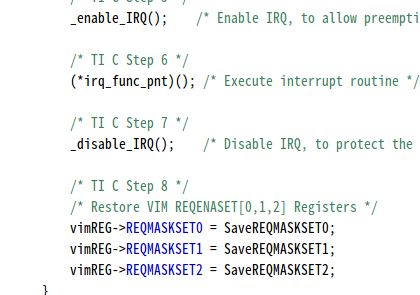 _enable_IRQ(); /* Enable IRQ, to allow preempti
/* TI C Step 6 */
(*irq_func_pnt)(); /* Execute interrupt routine */
/* TI C Step 7 */
_disable_IRQ(); /* Disable IRQ, to protect the
/* TI C Step 8 */
/* Restore VIM REQENASET[0,1,2] Registers */
vimREG->REQMASKSET0 = SaveREQMASKSET0;
vimREG->REQMASKSET1 = SaveREQMASKSET1;
vimREG->REQMASKSET2 = SaveREQMASKSET2;
}